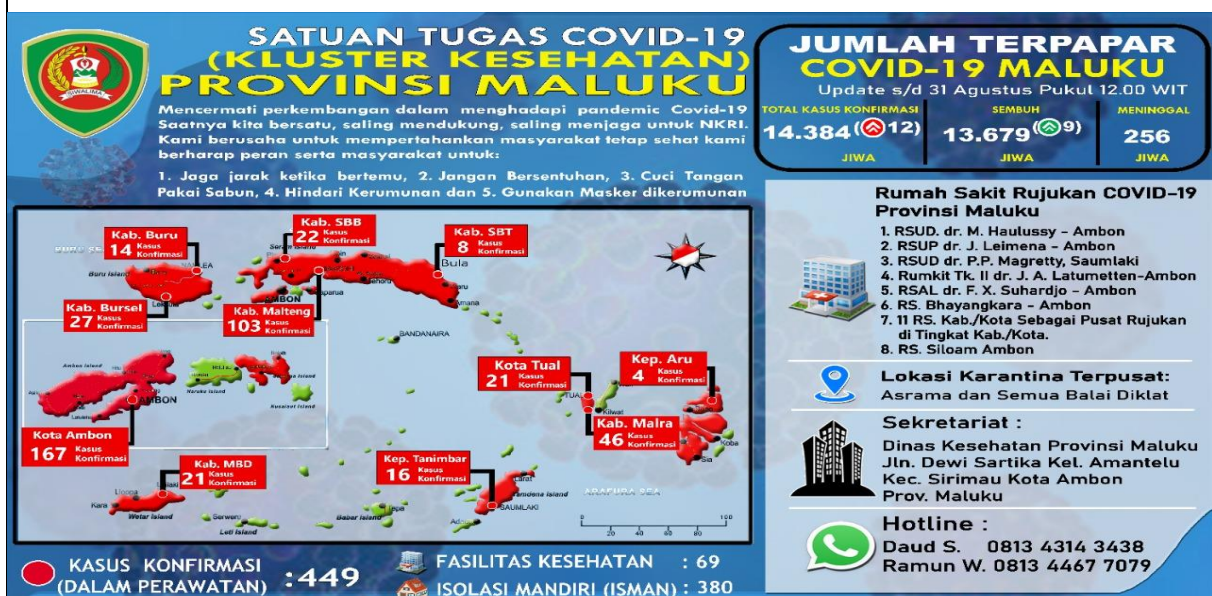 SIWALIMA
SATUAN TUGAS COVID-19
(KLUSTER KESEHATAN)
PROVINSI MALUKU
Mencermati perkembangan dalam menghadapi pandemic Covid-19
Saatnya kita bersatu, saling mendukung, saling menjaga untuk NKRI.
Kami berusaha untuk mempertahankan masyarakat tetap sehat kami
berharap peran serta masyarakat untuk:
1. Jaga jarak ketika bertemu, 2. Jangan Bersentuhan, 3. Cuci Tangan
Pakai Sabun, 4. Hindari Kerumunan dan 5. Gunakan Masker dikerumunan
JUMLAH TERPAPAR
COVID-19 MALUKU
Update s/d 31 Agustus Pukul 12.00 WIT
TOTAL KASUS KONFIRMASI
14.384 (12)
JIWA
SEMBUH
13.679 (9)
JIWA
MENINGGAL
256
JIWA
Kab. Buru
14 Kasus Konfirmasi
Kab. SBB
22 Kasus Konfirmasi
Kab. SBT
8 Kasus Konfirmasi
Bula
Buru Island
Kab. Bursel
27 Kasus Konfirmasi
AMBON
Kab. Malteng
103 Kasus Konfirmasi
BANDANAIRA
AMBON
Kota Ambon
167 Kasus Konfirmasi
Kota Tual
21 Kasus Konfirmasi
TUAL
Kep. Aru
4 Kasus Konfirmasi
Kab. Malra
46 Kasus Konfirmasi
Kab. MBD
21 Kasus Konfirmasi
Wetar Island
Leti Island
Babar Island
Kep. Tanimbar
16 Kasus Konfirmasi
SAUMLAKI
ARAFURA SEA
0 20 40 60 80 100
KASUS KONFIRMASI
(DALAM PERAWATAN) : 449
FASILITAS KESEHATAN : 69
ISOLASI MANDIRI (ISMAN) : 380
Rumah Sakit Rujukan COVID-19
Provinsi Maluku
1. RSUD. dr. M. Haulussy - Ambon
2. RSUP dr. J. Leimena - Ambon
3. RSUD dr. P.P. Magretty, Saumlaki
4. Rumkit Tk. II dr. J. A. Latumetten-Ambon
5. RSAL dr. F. X. Suhardjo - Ambon
6. RS. Bhayangkara - Ambon
7. 11 RS. Kab./Kota Sebagai Pusat Rujukan
di Tingkat Kab./Kota.
8. RS. Siloam Ambon
Lokasi Karantina Terpusat:
Asrama dan Semua Balai Diklat
Sekretariat :
Dinas Kesehatan Provinsi Maluku
Jln. Dewi Sartika Kel. Amantelu
Kec. Sirimau Kota Ambon
Prov. Maluku
Hotline :
Daud S. 0813 4314 3438
Ramun W. 0813 4467 7079